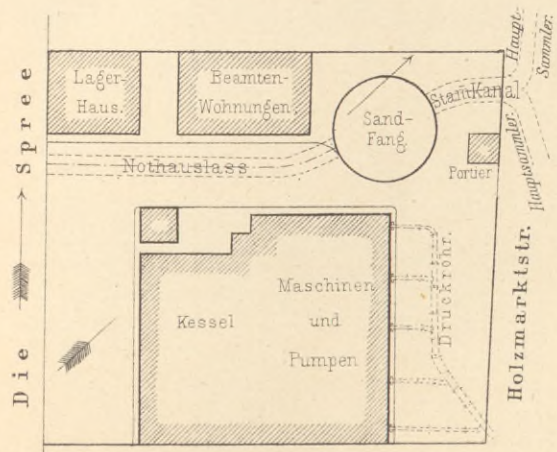 Lager-
Haus.
Beamten-
Wohnungen.
Sand-
Fang.
StamKanal
Haupt
Sammler.
Hauptsammler.
Portier
Nothauslass
Die Spree
Kessel
Maschinen
und
Pumpen
Druckrohr.
Holzmarktstr.